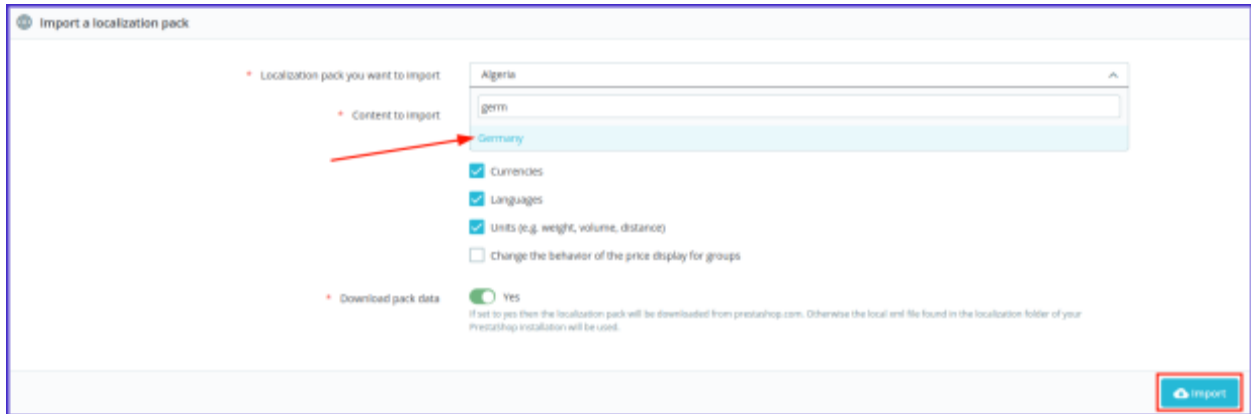 Import a localization pack
* Localization pack you want to import
Algeria
germ
Germany
* Content to import
Currencies
Languages
Units (e.g. weight, volume, distance)
Change the behavior of the price display for groups
* Download pack data
Yes
If set to yes then the localization pack will be downloaded from prestashop.com. Otherwise the local xml file found in the localization folder of your
PrestaShop installation will be used.
Import